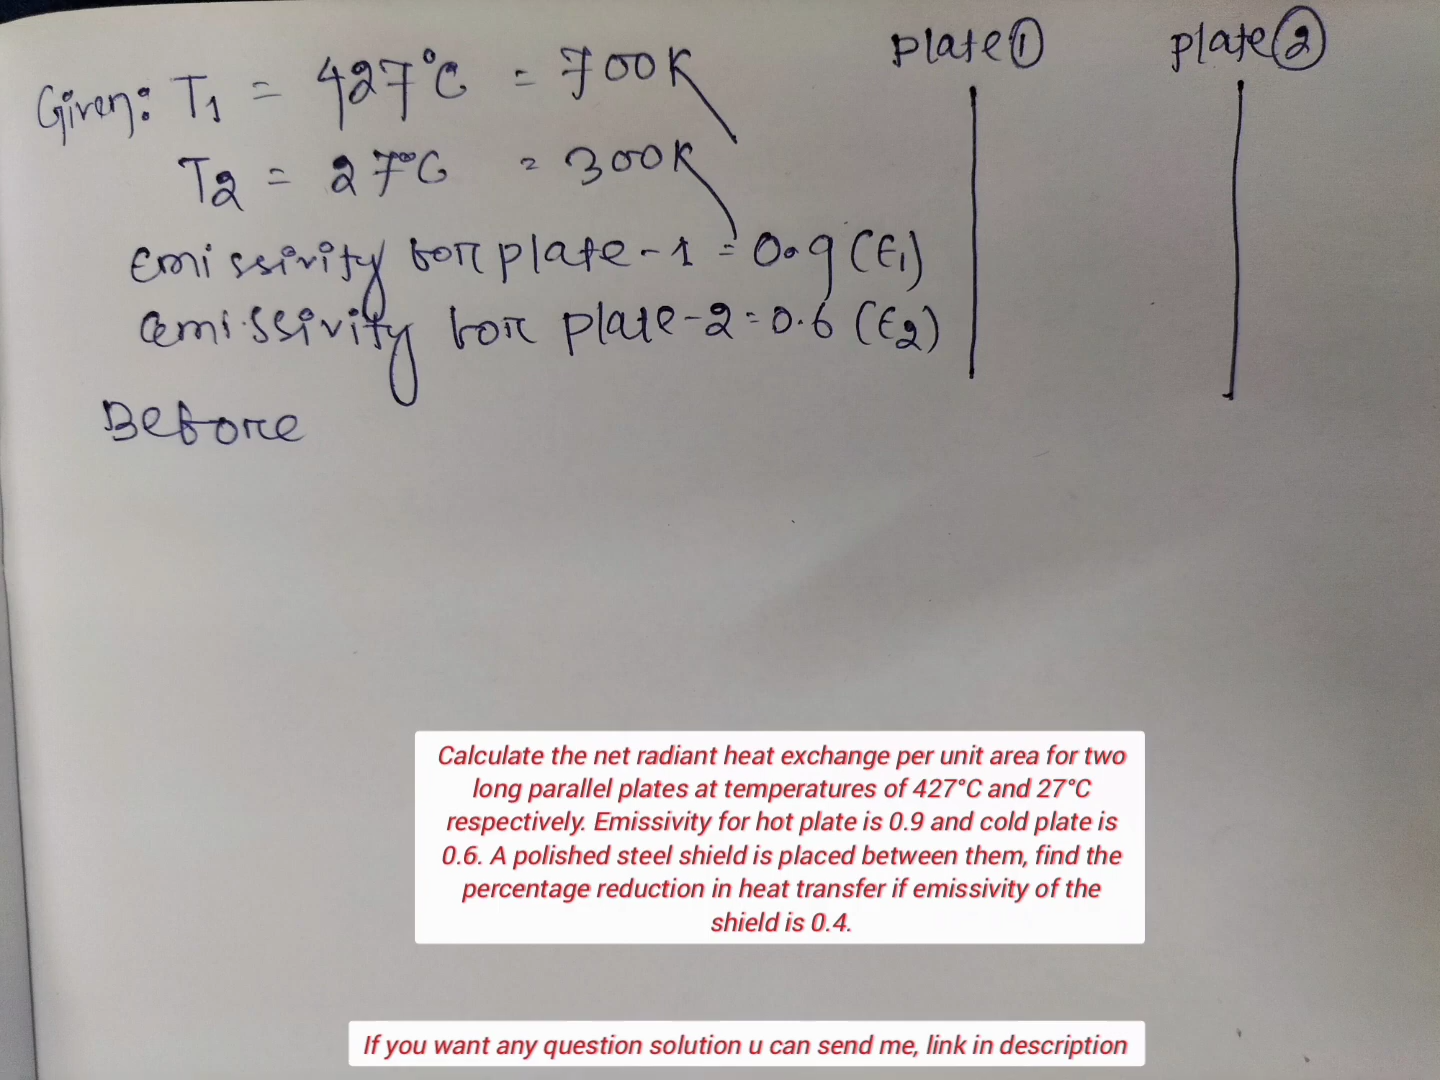 Given: T1 = 427°C = 700K
T2 = 27°C = 300K
Emissivity for plate-1 = 0.9 (ε1)
emissivity for plate-2 = 0.6 (ε2)
Before
plate ①
plate ②
Calculate the net radiant heat exchange per unit area for two
long parallel plates at temperatures of 427°C and 27°C
respectively. Emissivity for hot plate is 0.9 and cold plate is
0.6. A polished steel shield is placed between them, find the
percentage reduction in heat transfer if emissivity of the
shield is 0.4.
If you want any question solution u can send me, link in description